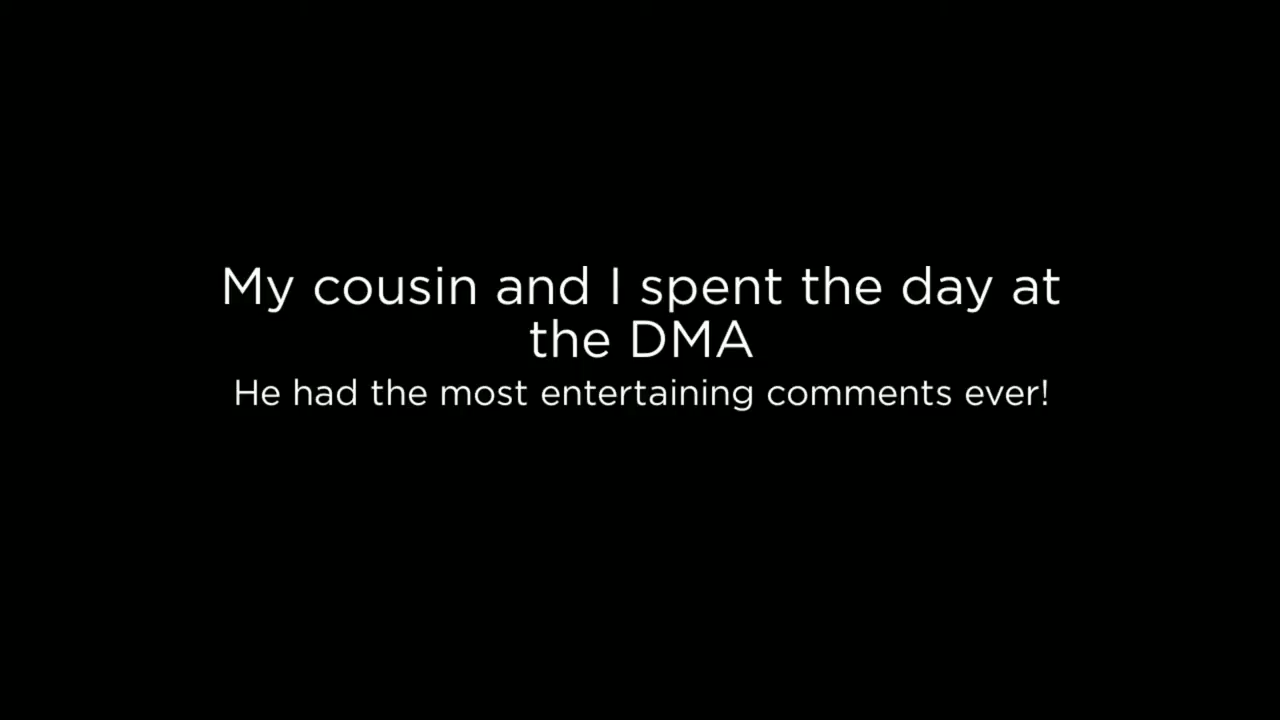 My cousin and I spent the day at
the DMA
He had the most entertaining comments ever!